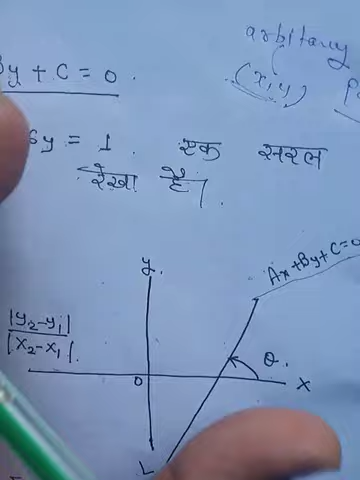 arbitrary
By + C = 0.
(x, y)
6y = 1. एक सरल
रेखा है।
y
Ax+By+C=0
|y₂-y₁|
|x₂-x₁|.
θ.
0
X
L